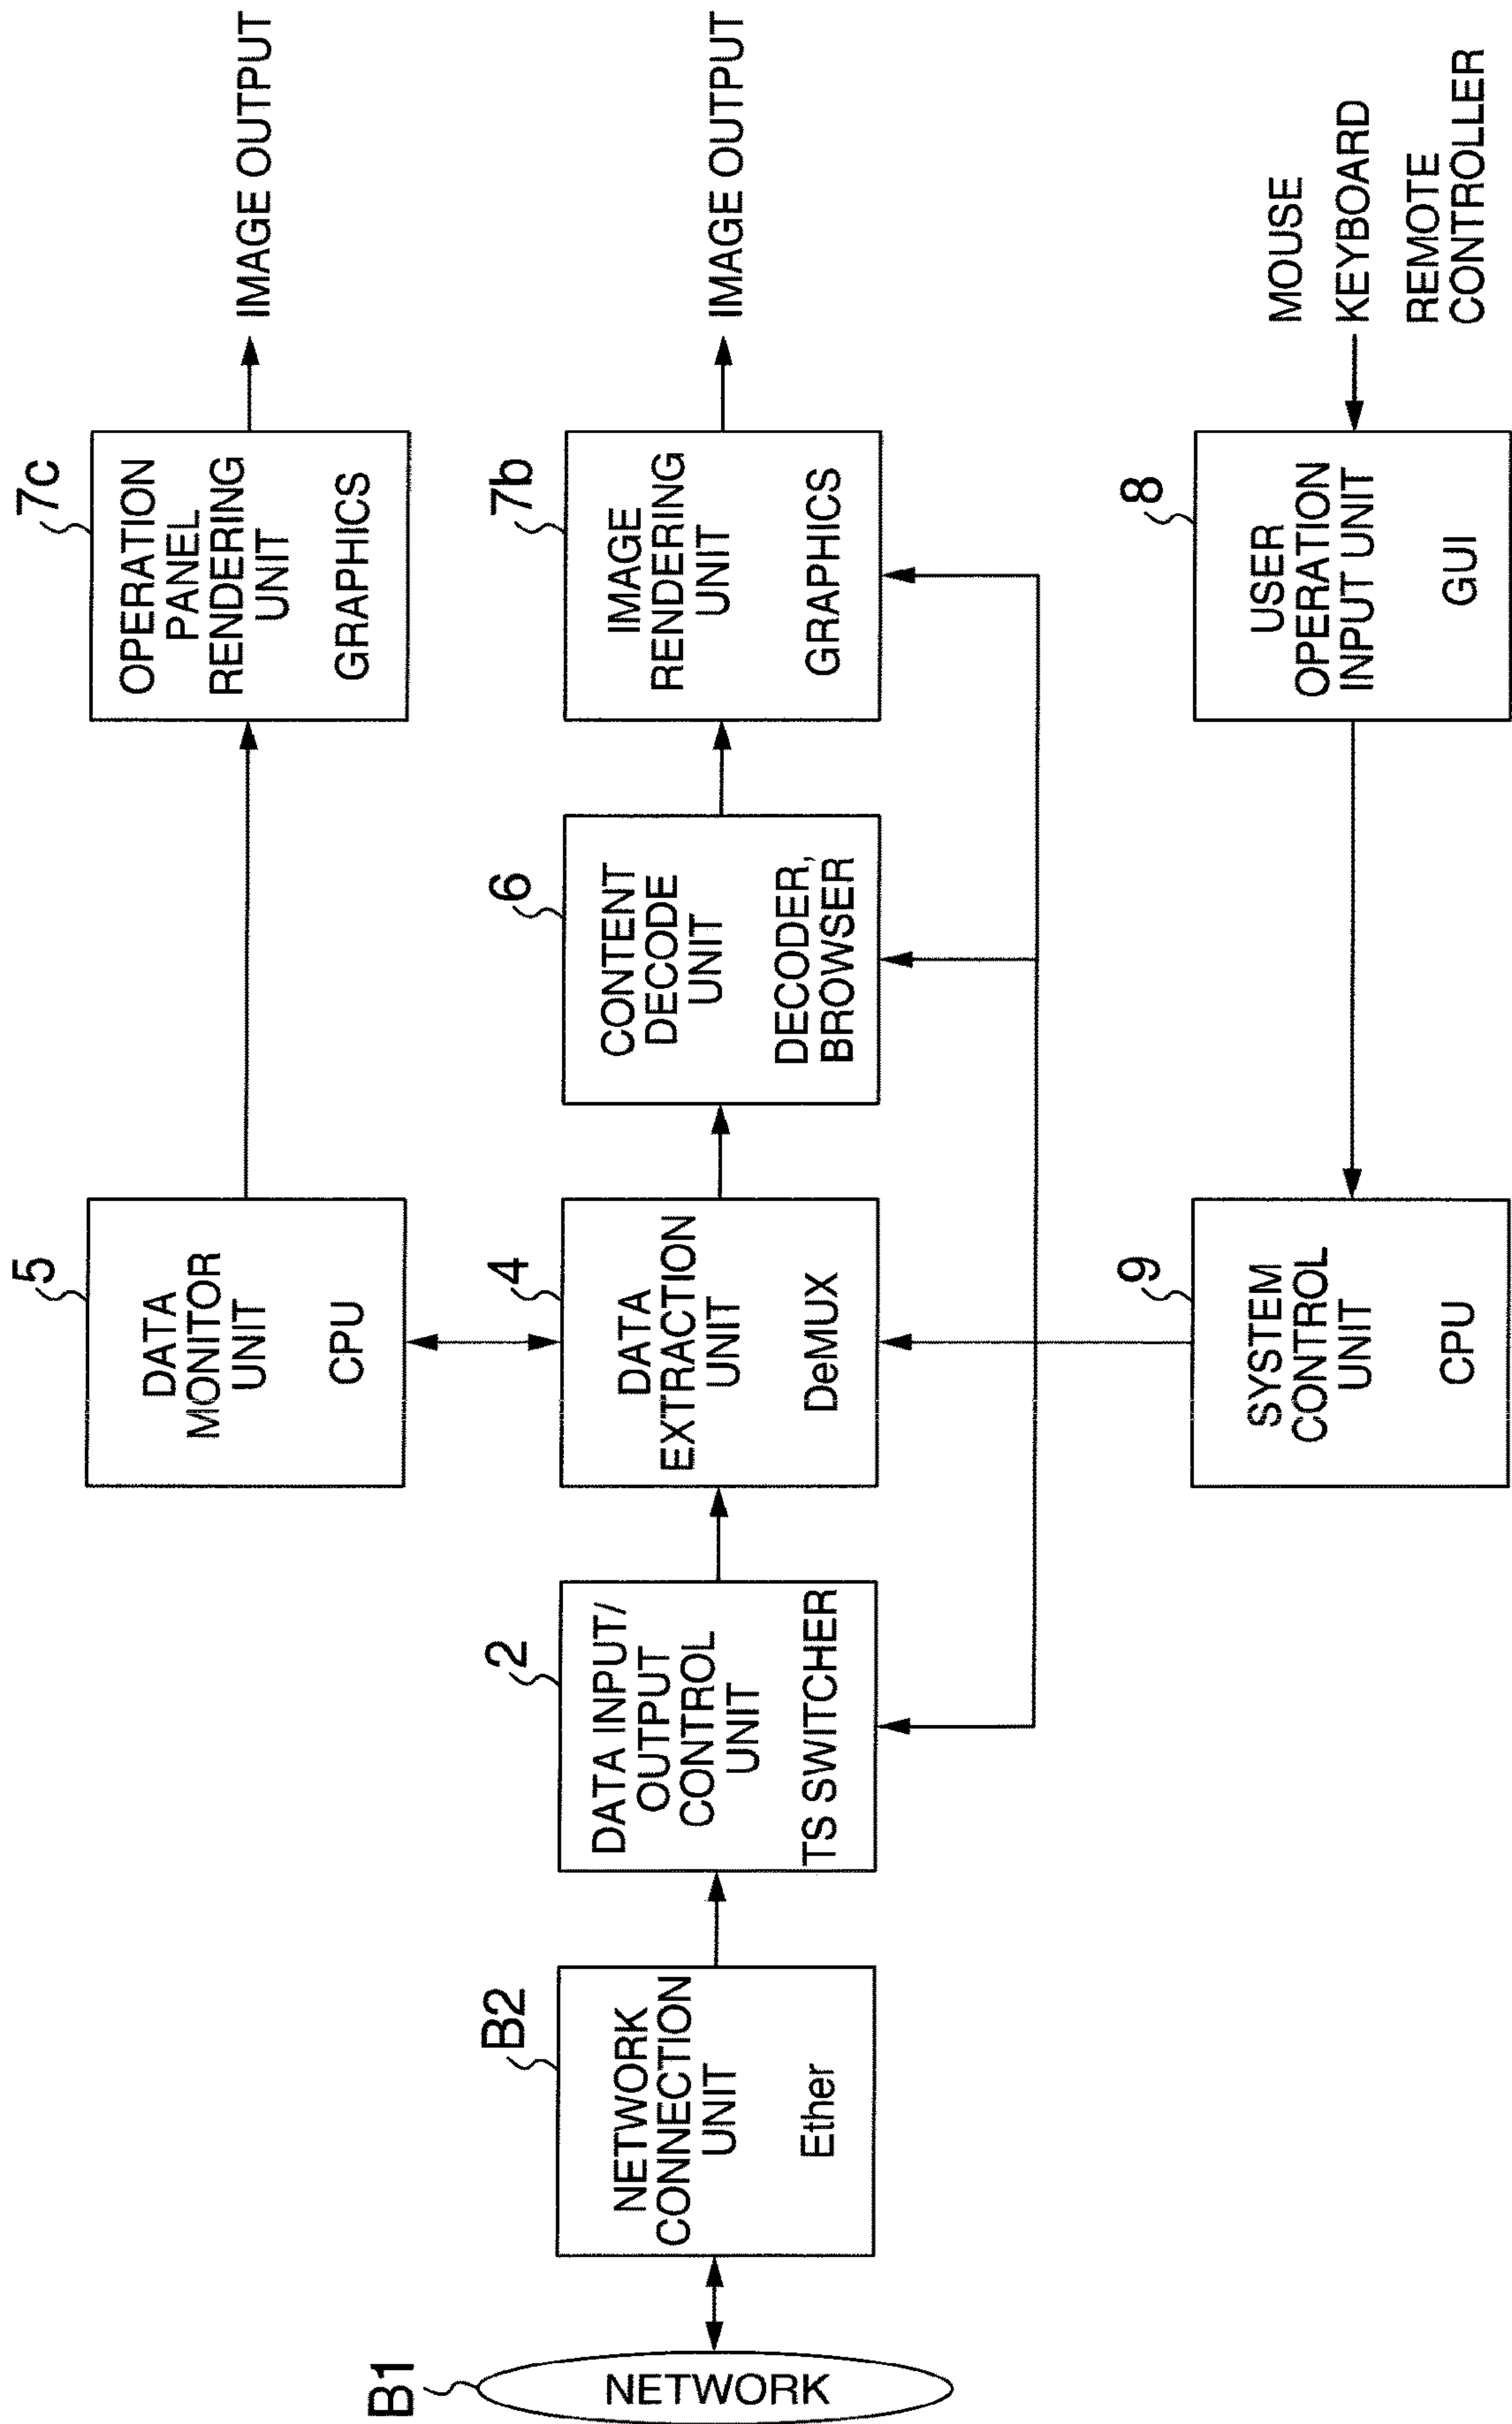 5
DATA
MONITOR
UNIT
CPU
7c
OPERATION
PANEL
RENDERING
UNIT
GRAPHICS
IMAGE OUTPUT
B1
NETWORK
B2
NETWORK
CONNECTION
UNIT
Ether
2
DATA INPUT/
OUTPUT
CONTROL
UNIT
TS SWITCHER
4
DATA
EXTRACTION
UNIT
DeMUX
6
CONTENT
DECODE
UNIT
DECODER,
BROWSER
7b
IMAGE
RENDERING
UNIT
GRAPHICS
IMAGE OUTPUT
9
SYSTEM
CONTROL
UNIT
CPU
8
USER
OPERATION
INPUT UNIT
GUI
MOUSE
KEYBOARD
REMOTE
CONTROLLER